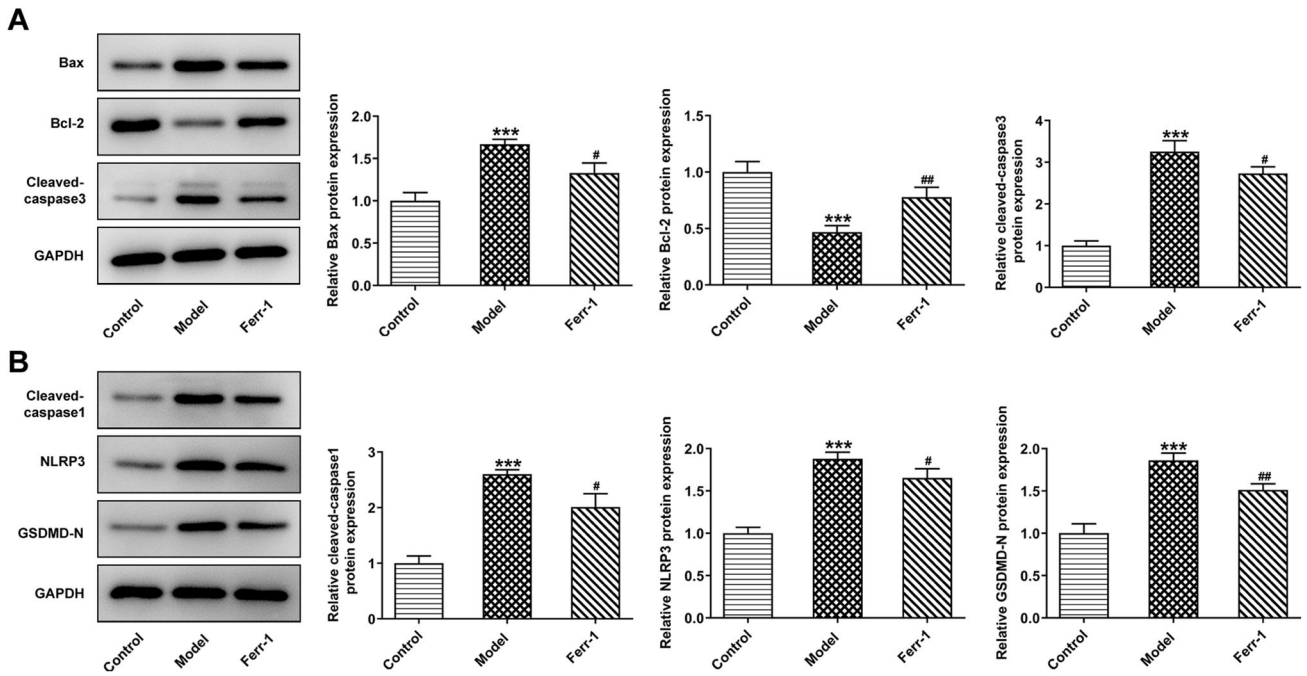 A
Bax
Bcl-2
Cleaved-
caspase3
GAPDH
Control
Model
Ferr-1
Relative Bax protein expression
2.0
1.5
1.0
0.5
0.0
***
#
Control
Model
Ferr-1
Relative Bcl-2 protein expression
1.5
1.0
0.5
0.0
***
##
Control
Model
Ferr-1
Relative cleaved-caspase3
protein expression
4
3
2
1
0
***
#
Control
Model
Ferr-1
B
Cleaved-
caspase1
NLRP3
GSDMD-N
GAPDH
Control
Model
Ferr-1
Relative cleaved-caspase1
protein expression
3
2
1
0
***
#
Control
Model
Ferr-1
Relative NLRP3 protein expression
2.0
1.5
1.0
0.5
0.0
***
#
Control
Model
Ferr-1
Relative GSDMD-N protein expression
2.0
1.5
1.0
0.5
0.0
***
##
Control
Model
Ferr-1